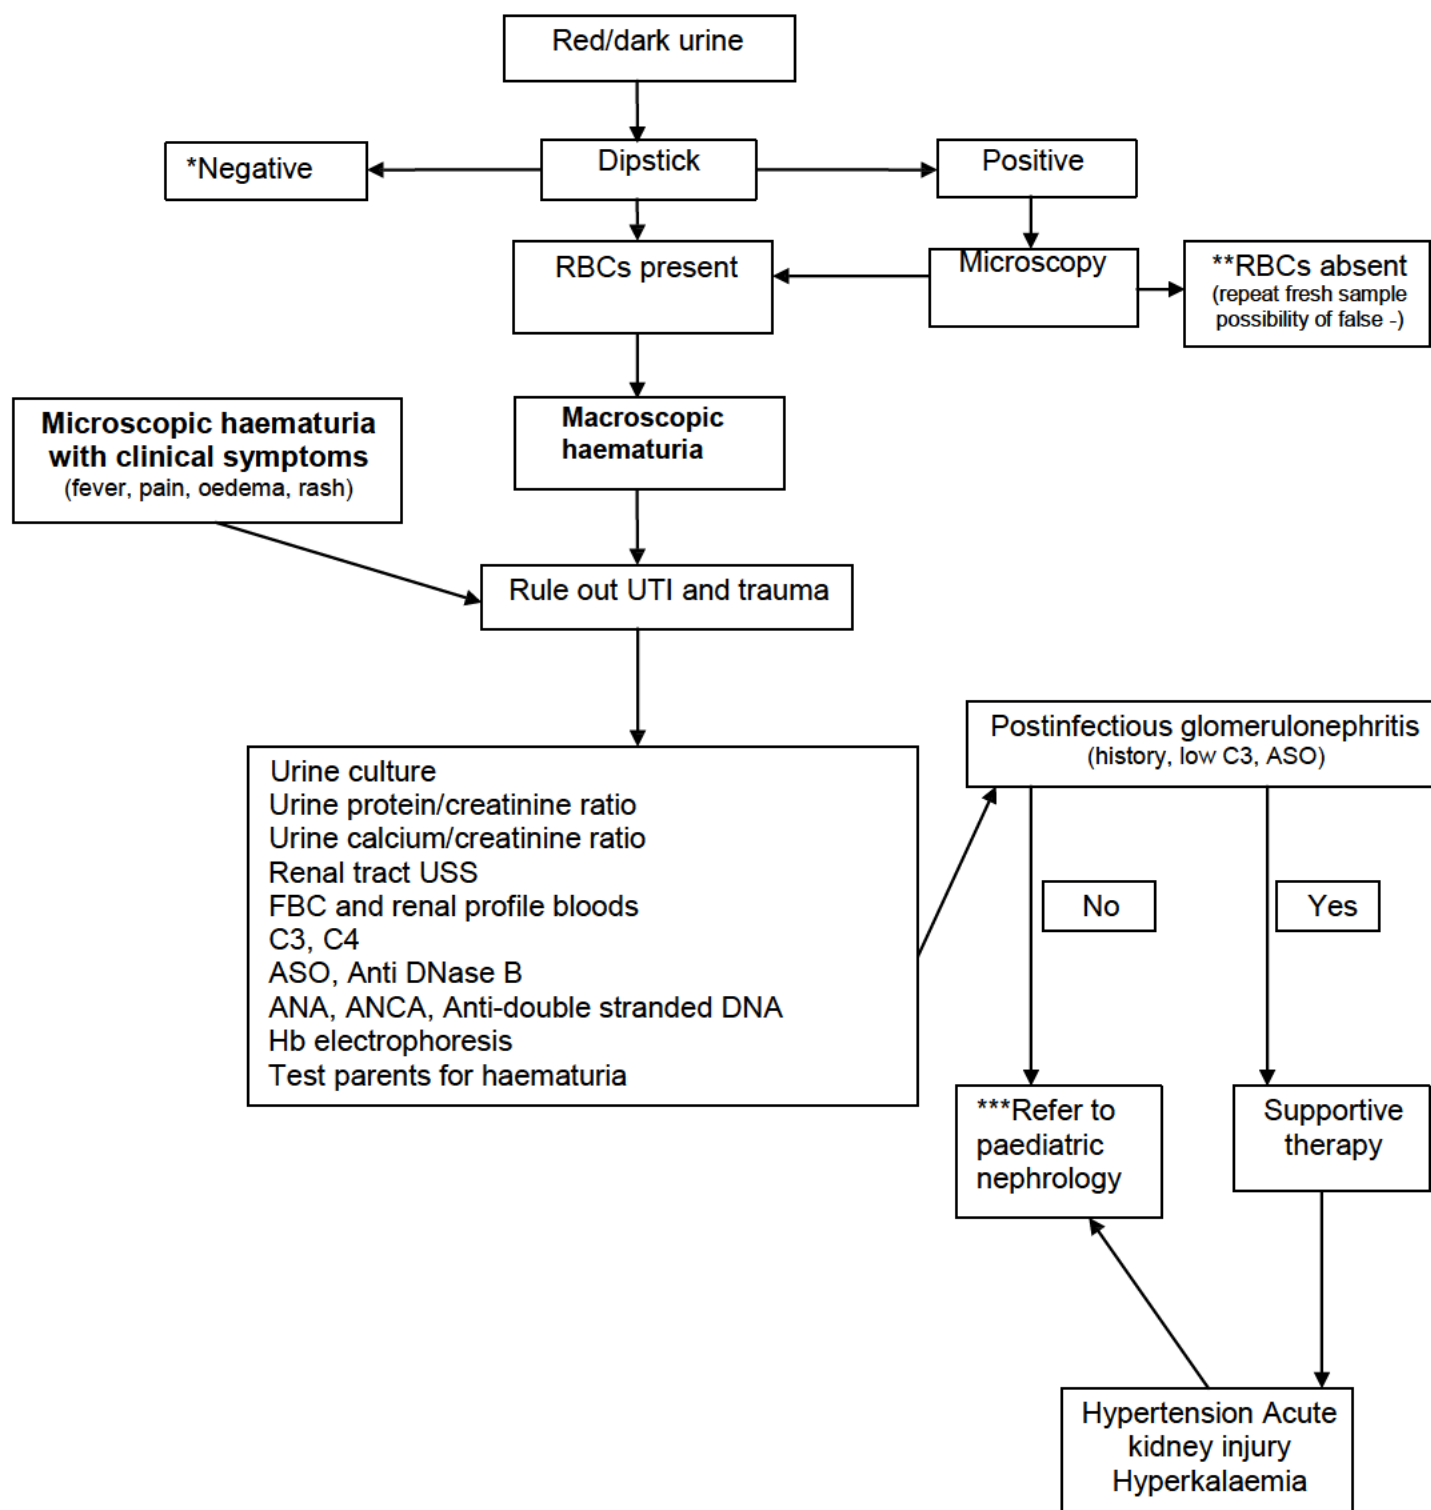 Red/dark urine
*Negative
Dipstick
Positive
RBCs present
Microscopy
**RBCs absent
(repeat fresh sample
possibility of false -)
Microscopic haematuria
with clinical symptoms
(fever, pain, oedema, rash)
Macroscopic
haematuria
Rule out UTI and trauma
Urine culture
Urine protein/creatinine ratio
Urine calcium/creatinine ratio
Renal tract USS
FBC and renal profile bloods
C3, C4
ASO, Anti DNase B
ANA, ANCA, Anti-double stranded DNA
Hb electrophoresis
Test parents for haematuria
Postinfectious glomerulonephritis
(history, low C3, ASO)
No
Yes
***Refer to
paediatric
nephrology
Supportive
therapy
Hypertension Acute
kidney injury
Hyperkalaemia